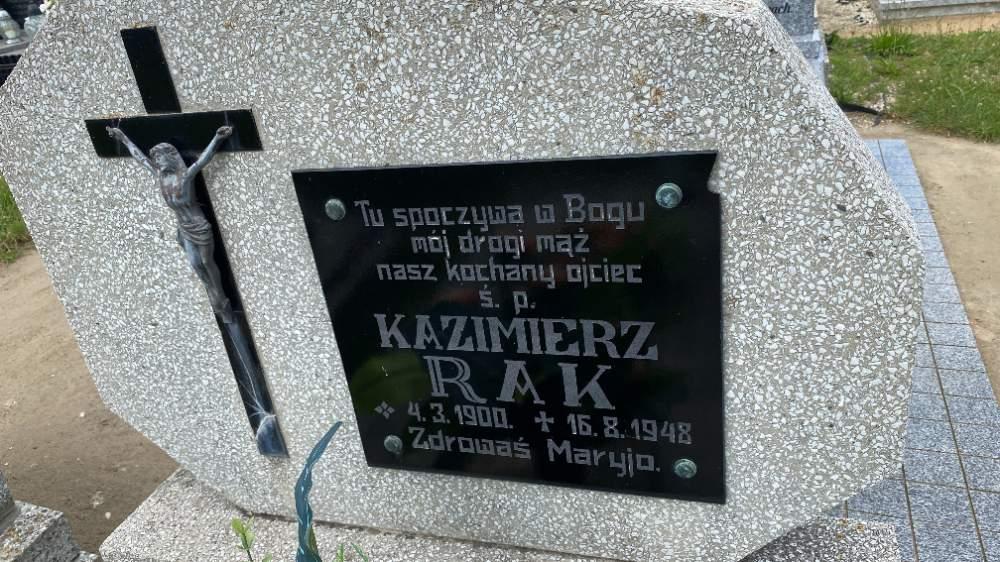 Tu spoczywa w Bogu
mój drogi mąż
nasz kochany ojciec
ś. p.
KAZIMIERZ
RAK
4.3.1900. 16.8.1948
Zdrowaś Maryjo.